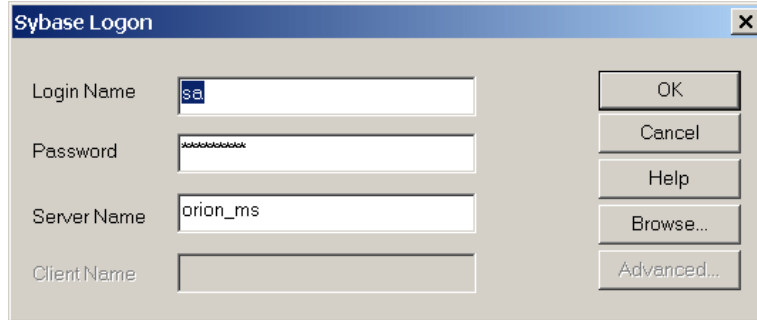 Sybase Logon
Login Name sa OK
Cancel
Password **********
Help
Server Name orion_ms Browse...
Client Name Advanced...